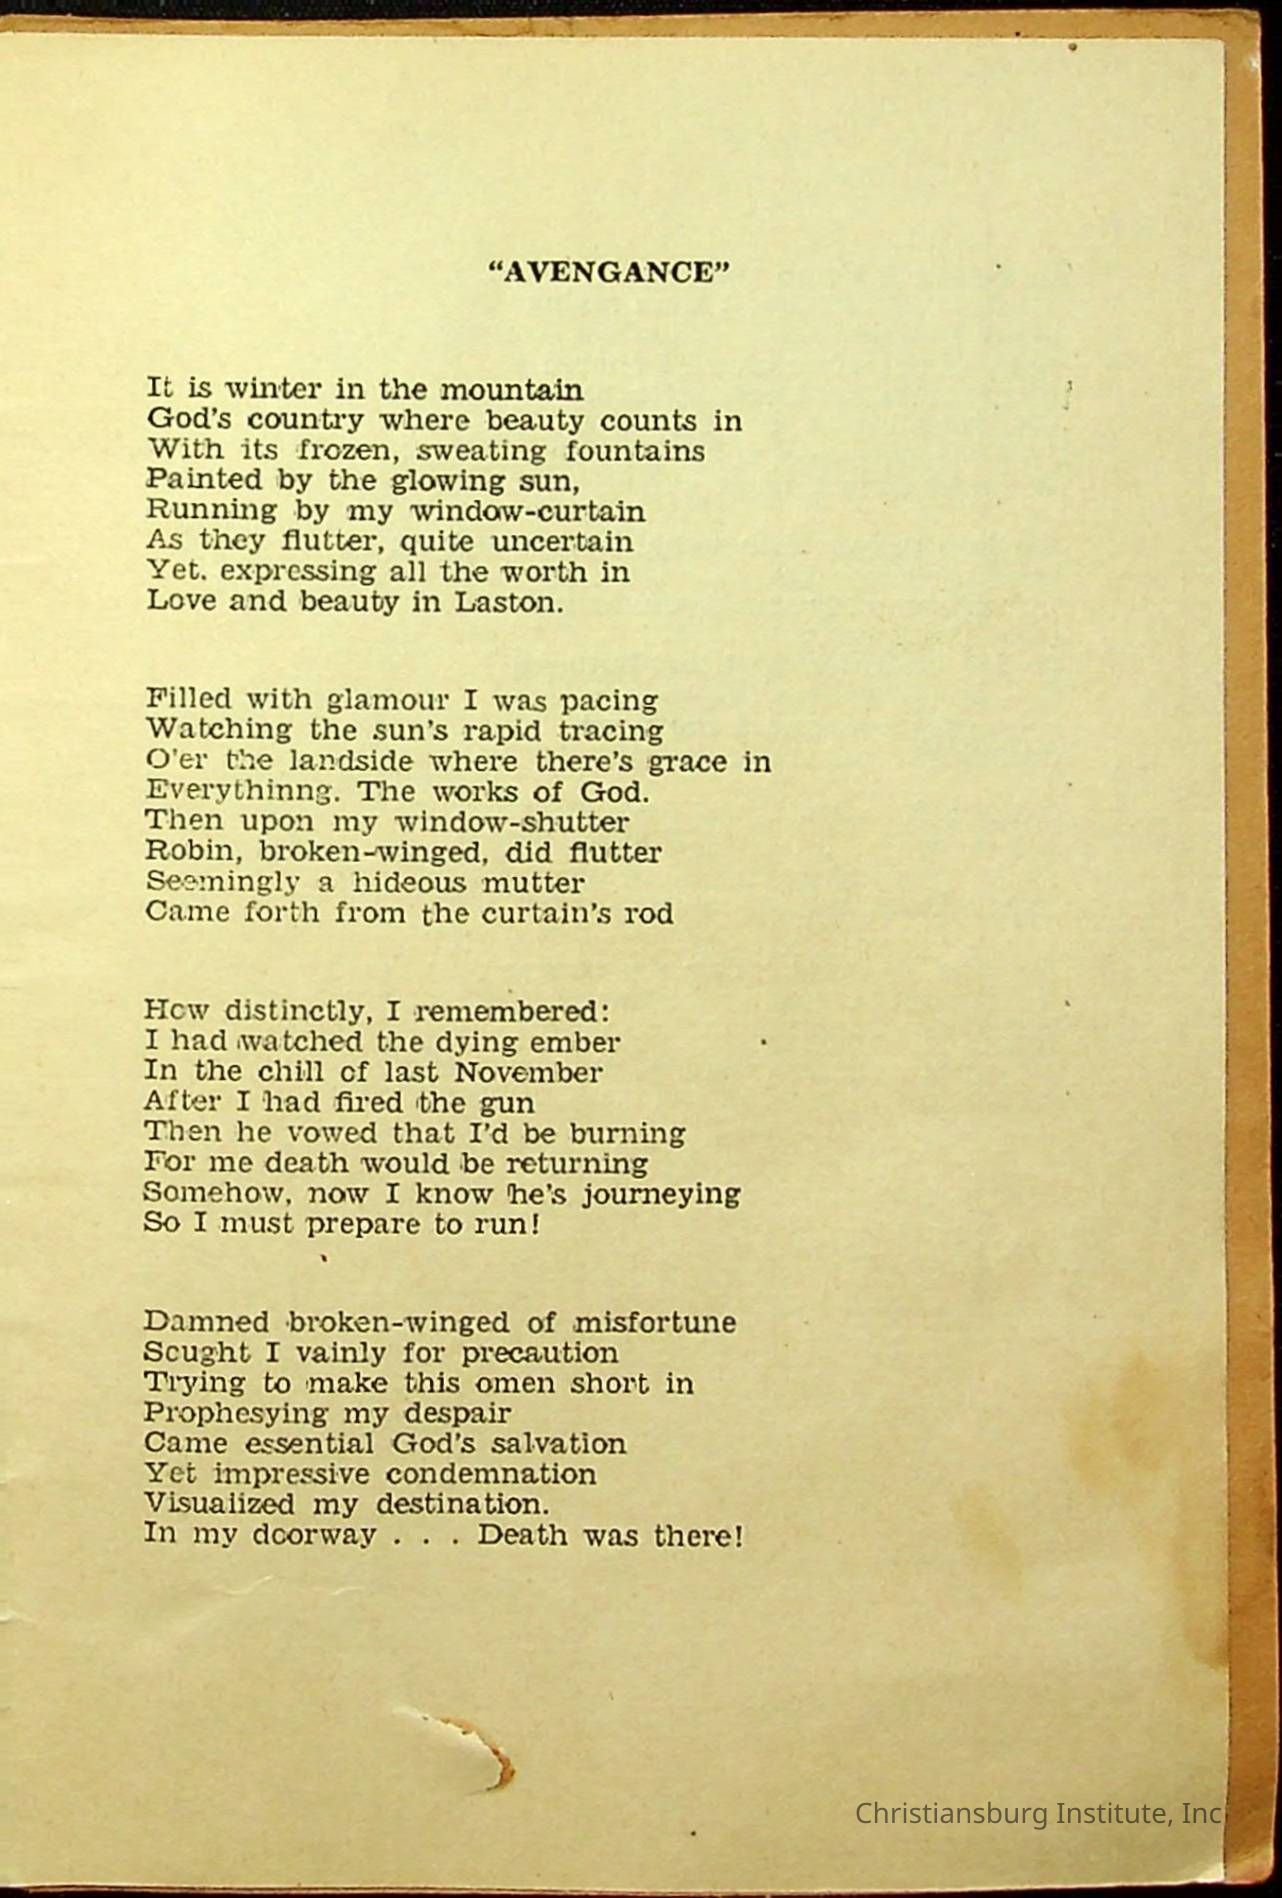 “AVENGANCE”
It is winter in the mountain
God's country where beauty counts in
With its frozen, sweating fountains
Painted by the glowing sun,
Running by my window-curtain
As they flutter, quite uncertain
Yet. expressing all the worth in
Love and beauty in Laston.
Filled with glamour I was pacing
Watching the sun's rapid tracing
O'er the landside where there's grace in
Everythinng. The works of God.
Then upon my window-shutter
Robin, broken-winged, did flutter
Seemingly a hideous mutter
Came forth from the curtain's rod
How distinctly, I remembered:
I had watched the dying ember
In the chill of last November
After I had fired the gun
Then he vowed that I'd be burning
For me death would be returning
Somehow, now I know he's journeying
So I must prepare to run!
Damned broken-winged of misfortune
Sought I vainly for precaution
Trying to make this omen short in
Prophesying my despair
Came essential God's salvation
Yet impressive condemnation
Visualized my destination.
In my doorway . . . Death was there!
Christiansburg Institute, Inc